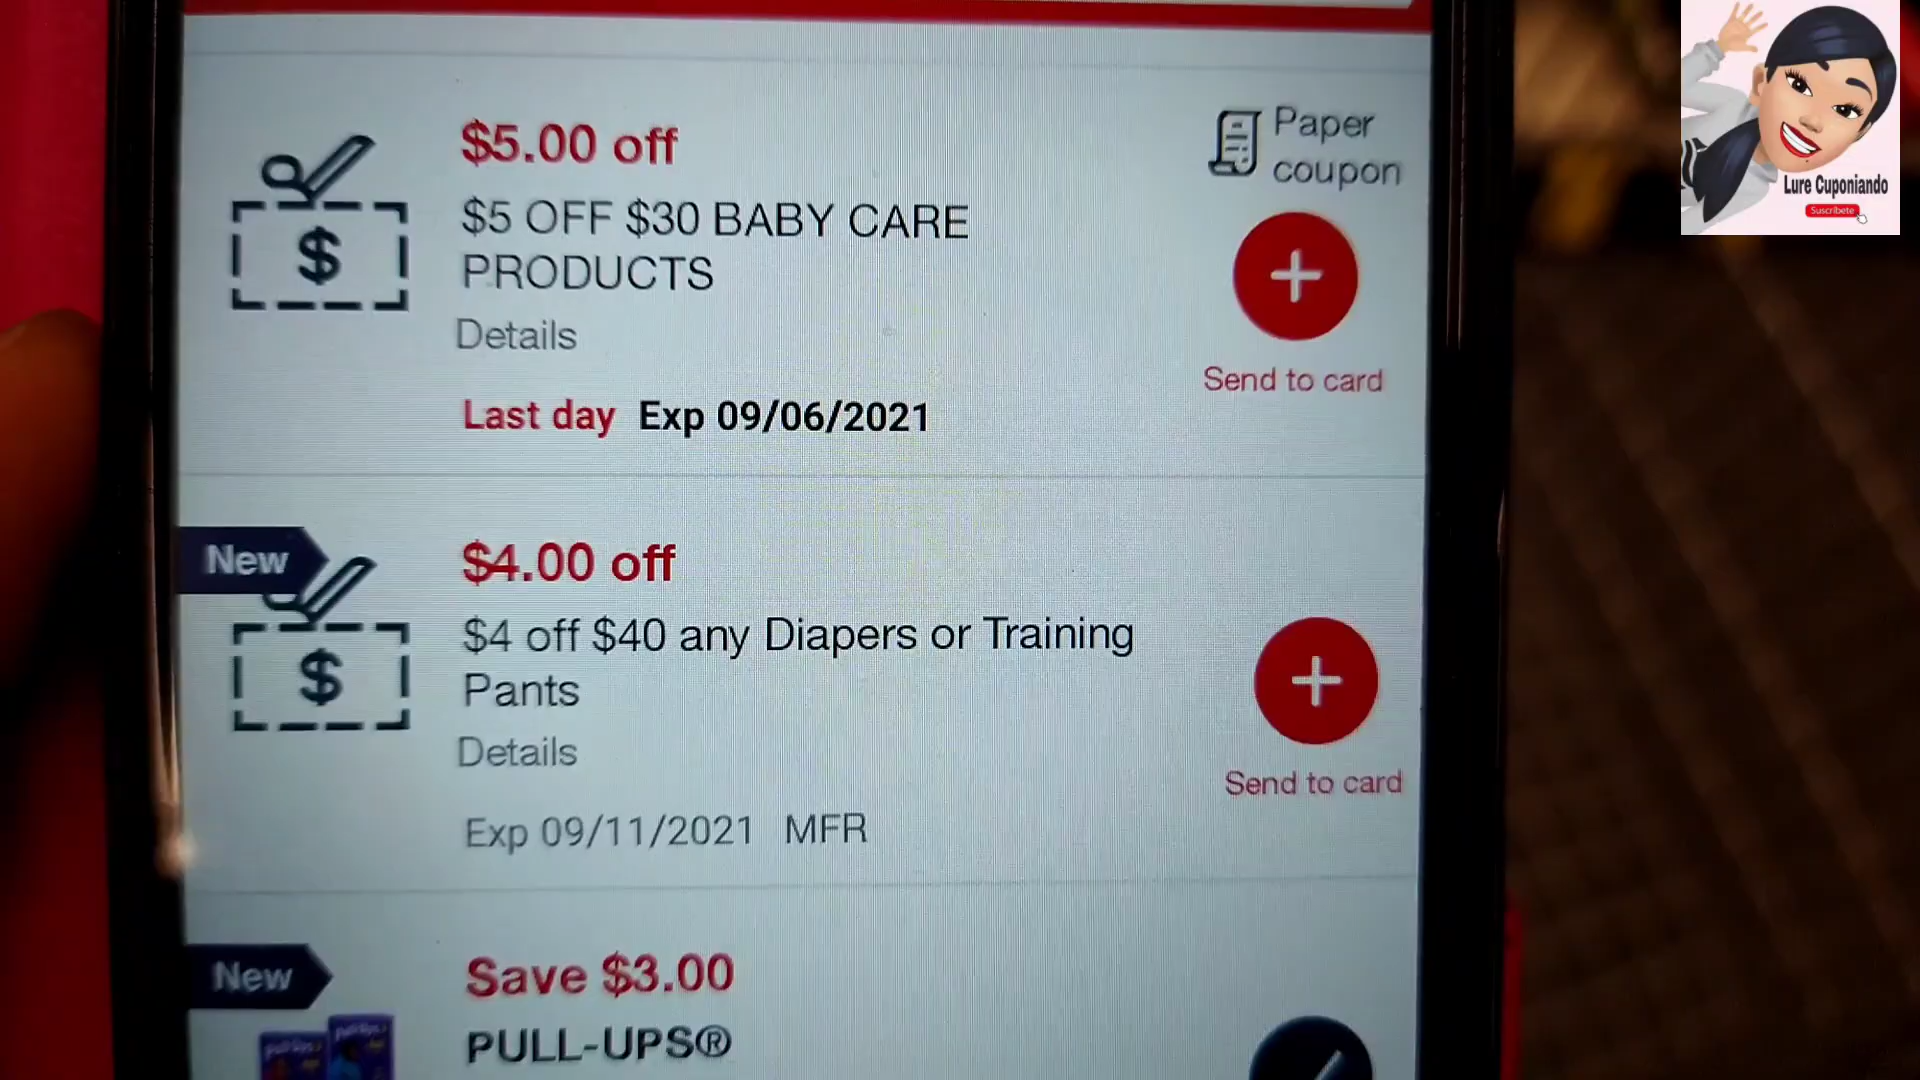 $5.00 off
$5 OFF $30 BABY CARE
PRODUCTS
Details
Last day Exp 09/06/2021
Paper
coupon
$
Send to card
New
$4.00 off
$4 off $40 any Diapers or Training
Pants
Details
Exp 09/11/2021 MFR
$
Send to card
New
Save $3.00
PULL-UPS®
Lure Cuponiando
Suscríbete